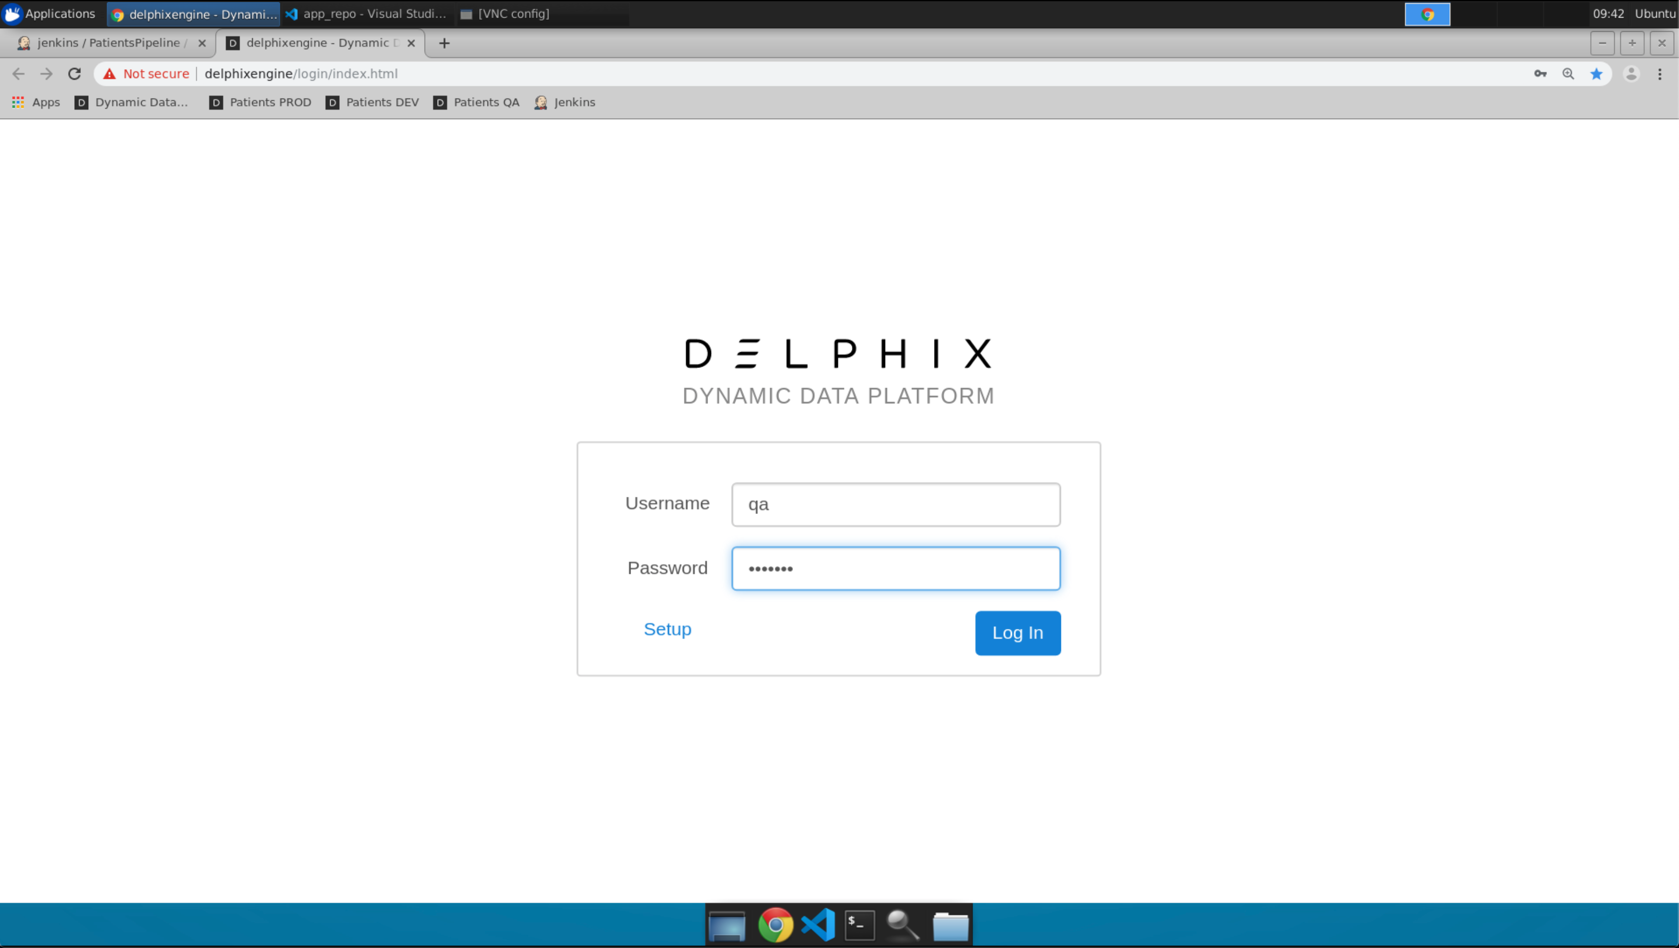 Applications delphixengine - Dynami... app_repo - Visual Studi... [VNC config] 09:42 Ubuntu
jenkins / PatientsPipeline / delphixengine - Dynamic D
Not secure delphixengine/login/index.html
Apps Dynamic Data... Patients PROD Patients DEV Patients QA Jenkins
DELPHIX
DYNAMIC DATA PLATFORM
Username qa
Password •••••••
Setup Log In
$_